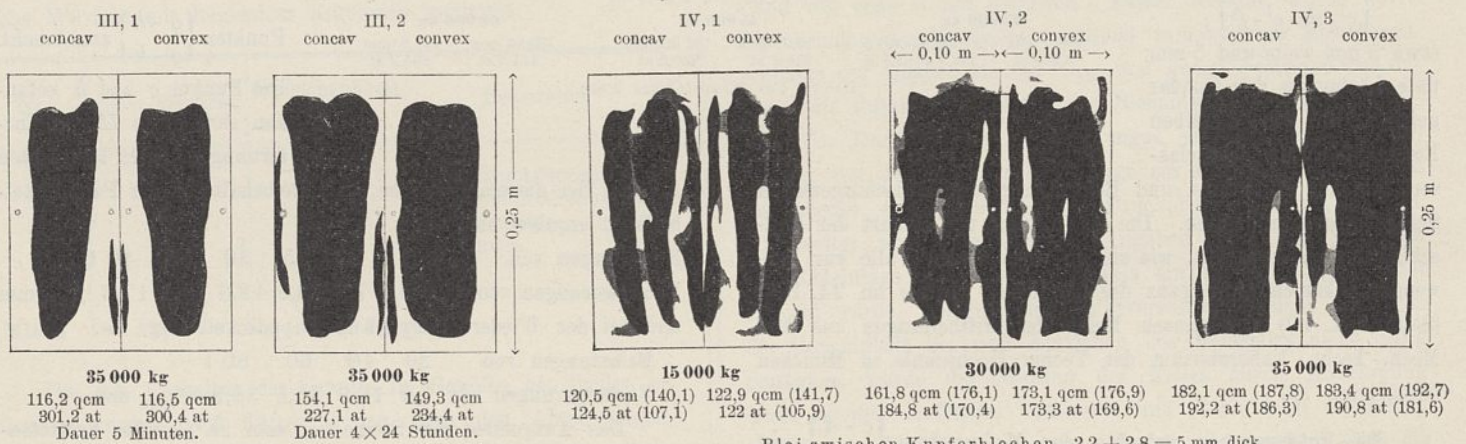 III, 1
concav convex
35 000 kg
116,2 qcm 116,5 qcm
301,2 at 300,4 at
Dauer 5 Minuten.
III, 2
concav convex
0,25 m
35 000 kg
154,1 qcm 149,3 qcm
227,1 at 234,4 at
Dauer 4 × 24 Stunden.
IV, 1
concav convex
15 000 kg
120,5 qcm (140,1) 122,9 qcm (141,7)
124,5 at (107,1) 122 at (105,9)
IV, 2
concav convex
0,10 m 0,10 m
30 000 kg
161,8 qcm (176,1) 173,1 qcm (176,9)
184,8 at (170,4) 173,3 at (169,6)
IV, 3
concav convex
0,25 m
35 000 kg
182,1 qcm (187,8) 183,4 qcm (192,7)
192,2 at (186,3) 190,8 at (181,6)
Blei zwischen Kupferblechen, 2,2 + 2,8 = 5 mm dick